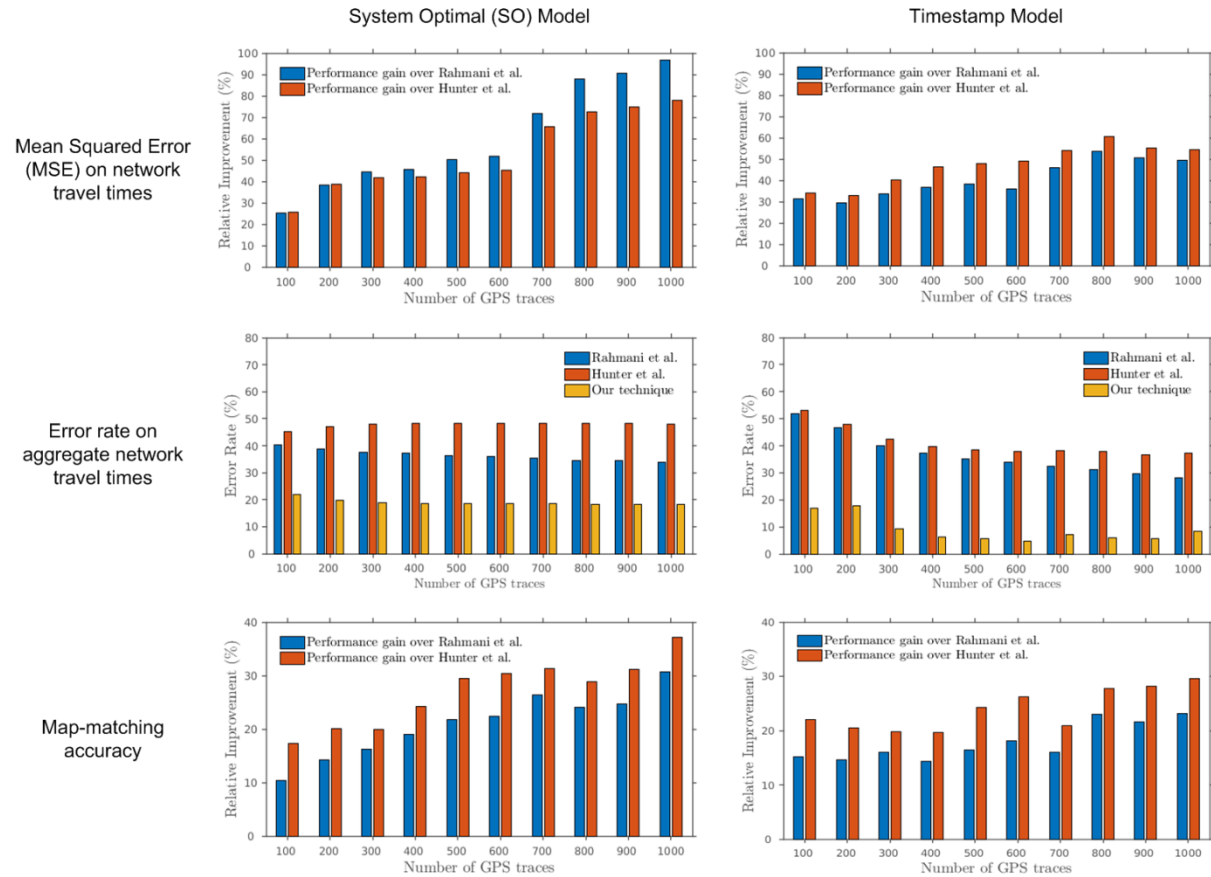 System Optimal (SO) Model
Timestamp Model
Mean Squared Error
(MSE) on network
travel times
Relative Improvement (%)
100
90
80
70
60
50
40
30
20
10
0
Performance gain over Rahmani et al.
Performance gain over Hunter et al.
100 200 300 400 500 600 700 800 900 1000
Number of GPS traces
Relative Improvement (%)
100
90
80
70
60
50
40
30
20
10
0
Performance gain over Rahmani et al.
Performance gain over Hunter et al.
100 200 300 400 500 600 700 800 900 1000
Number of GPS traces
Error rate on
aggregate network
travel times
Error Rate (%)
80
70
60
50
40
30
20
10
0
Rahmani et al.
Hunter et al.
Our technique
100 200 300 400 500 600 700 800 900 1000
Number of GPS traces
Error Rate (%)
80
70
60
50
40
30
20
10
0
Rahmani et al.
Hunter et al.
Our technique
100 200 300 400 500 600 700 800 900 1000
Number of GPS traces
Map-matching
accuracy
Relative Improvement (%)
40
30
20
10
0
Performance gain over Rahmani et al.
Performance gain over Hunter et al.
100 200 300 400 500 600 700 800 900 1000
Number of GPS traces
Relative Improvement (%)
40
30
20
10
0
Performance gain over Rahmani et al.
Performance gain over Hunter et al.
100 200 300 400 500 600 700 800 900 1000
Number of GPS traces